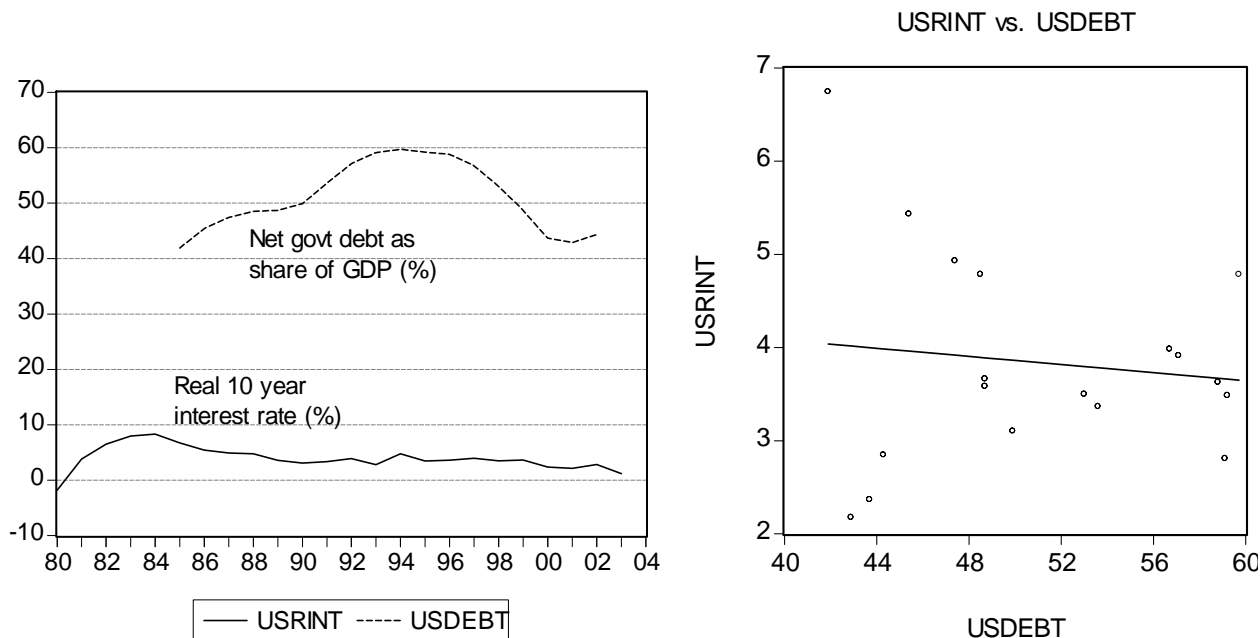 70
60
50
40
30
20
10
0
-10
Net govt debt as
share of GDP (%)
Real 10 year
interest rate (%)
80 82 84 86 88 90 92 94 96 98 00 02 04
USRINT USDEBT
USRINT vs. USDEBT
7
6
5
4
3
2
USRINT
40 44 48 52 56 60
USDEBT